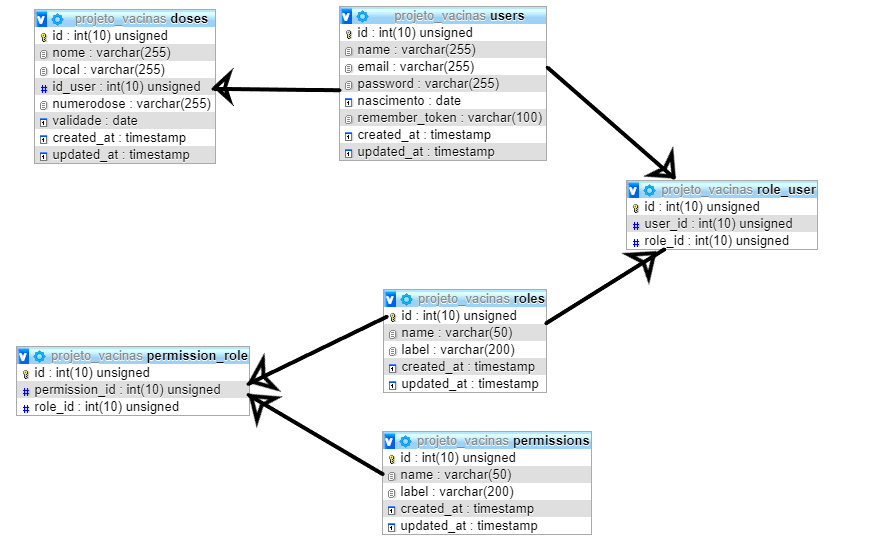 projeto_vacinas doses
id : int(10) unsigned
nome : varchar(255)
local : varchar(255)
id_user : int(10) unsigned
numerodose : varchar(255)
validade : date
created_at : timestamp
updated_at : timestamp
projeto_vacinas users
id : int(10) unsigned
name : varchar(255)
email : varchar(255)
password : varchar(255)
nascimento : date
remember_token : varchar(100)
created_at : timestamp
updated_at : timestamp
projeto_vacinas role_user
id : int(10) unsigned
user_id : int(10) unsigned
role_id : int(10) unsigned
projeto_vacinas roles
id : int(10) unsigned
name : varchar(50)
label : varchar(200)
created_at : timestamp
updated_at : timestamp
projeto_vacinas permission_role
id : int(10) unsigned
permission_id : int(10) unsigned
role_id : int(10) unsigned
projeto_vacinas permissions
id : int(10) unsigned
name : varchar(50)
label : varchar(200)
created_at : timestamp
updated_at : timestamp